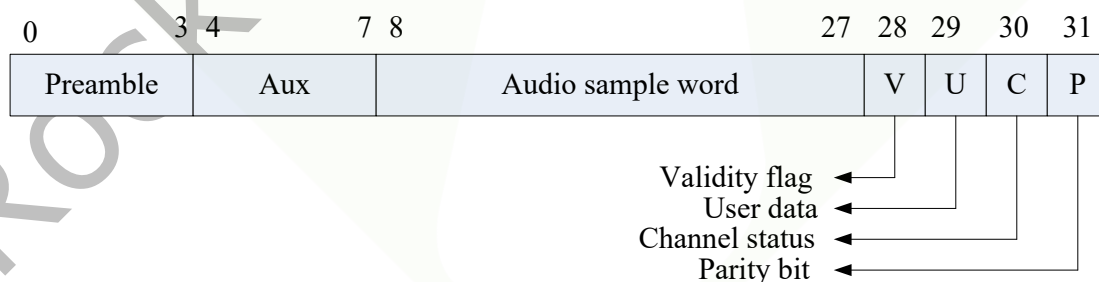 0 3 4 7 8 27 28 29 30 31
Preamble Aux Audio sample word V U C P
Validity flag
User data
Channel status
Parity bit
Rock